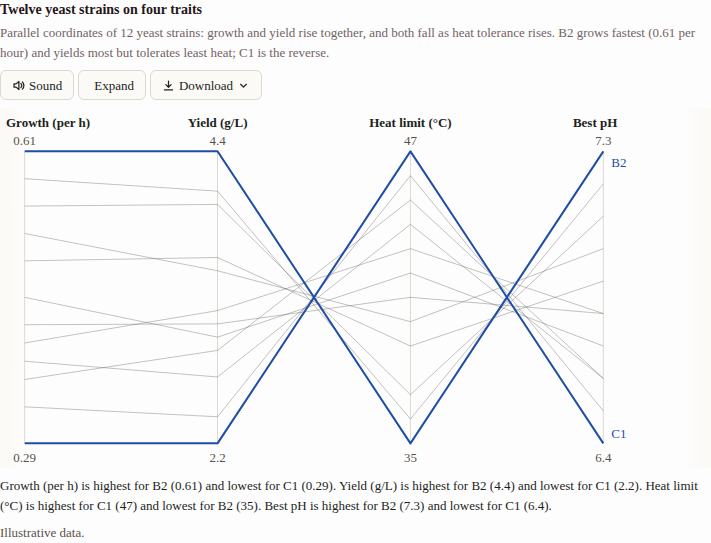 Twelve yeast strains on four traits
Parallel coordinates of 12 yeast strains: growth and yield rise together, and both fall as heat tolerance rises. B2 grows fastest (0.61 per
hour) and yields most but tolerates least heat; C1 is the reverse.
Sound Expand Download
Growth (per h) Yield (g/L) Heat limit (°C) Best pH
0.61 4.4 47 7.3
B2
C1
0.29 2.2 35 6.4
Growth (per h) is highest for B2 (0.61) and lowest for C1 (0.29). Yield (g/L) is highest for B2 (4.4) and lowest for C1 (2.2). Heat limit
(°C) is highest for C1 (47) and lowest for B2 (35). Best pH is highest for B2 (7.3) and lowest for C1 (6.4).
Illustrative data.